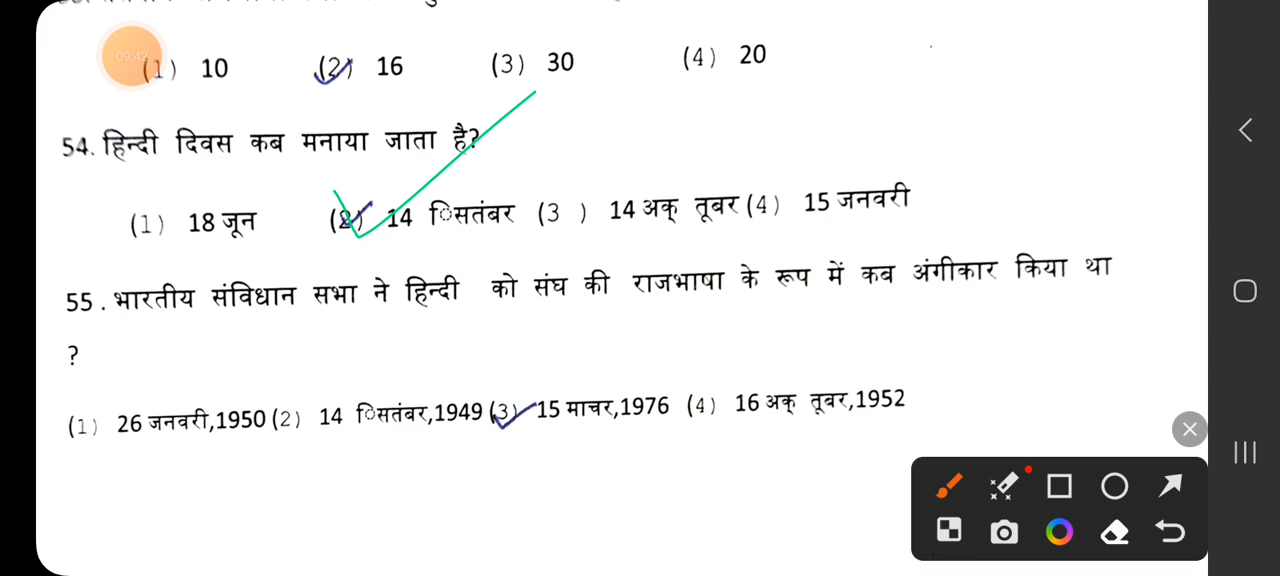 09:42
(1) 10 (2) 16 (3) 30 (4) 20
54. हिन्दी दिवस कब मनाया जाता है?
(1) 18 जून (2) 14 िसतंबर (3 ) 14 अक् तूबर (4) 15 जनवरी
55 . भारतीय संविधान सभा ने हिन्दी को संघ की राजभाषा के रूप में कब अंगीकार किया था
?
(1) 26 जनवरी,1950 (2) 14 िसतंबर,1949 (3) 15 माचर,1976 (4) 16 अक् तूबर,1952